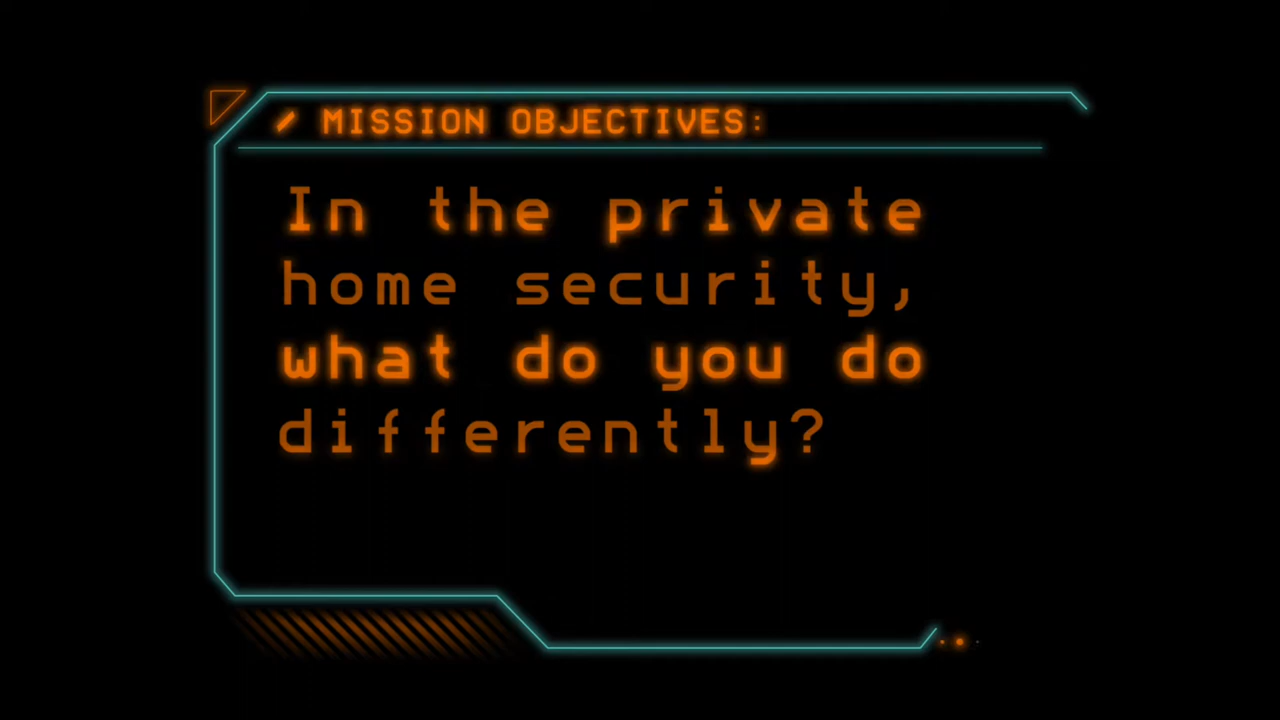 MISSION OBJECTIVES:
In the private
home security,
what do you do
differently?